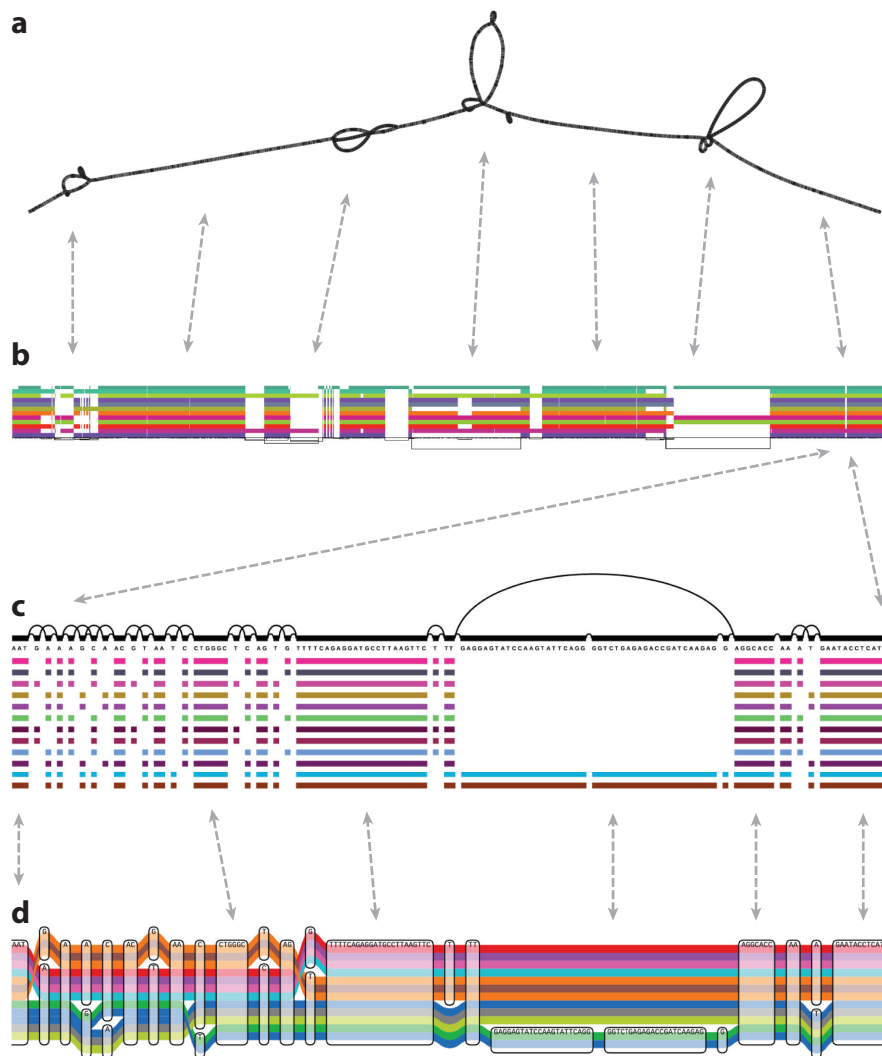 a
b
c
AAT G A A A G C A AC G T AA T C CTGGGC T C AG T G TTTTCAGAGGATGCCTTAAGTTC T TT GAGGAGTATCCAAGTATTCAGG GGTCTGAGAGACCGATCAAGAG G AGGCACC AA A T GAATACCTCAT
d
G G T G
AAT A A C AC AA C CTGGGC AG TTTTCAGAGGATGCCTTAAGTTC T TT AGGCACC AA A GAATACCTCAT
A T C T
G T
A
T GAGGAGTATCCAAGTATTCAGG GGTCTGAGAGACCGATCAAGAG G